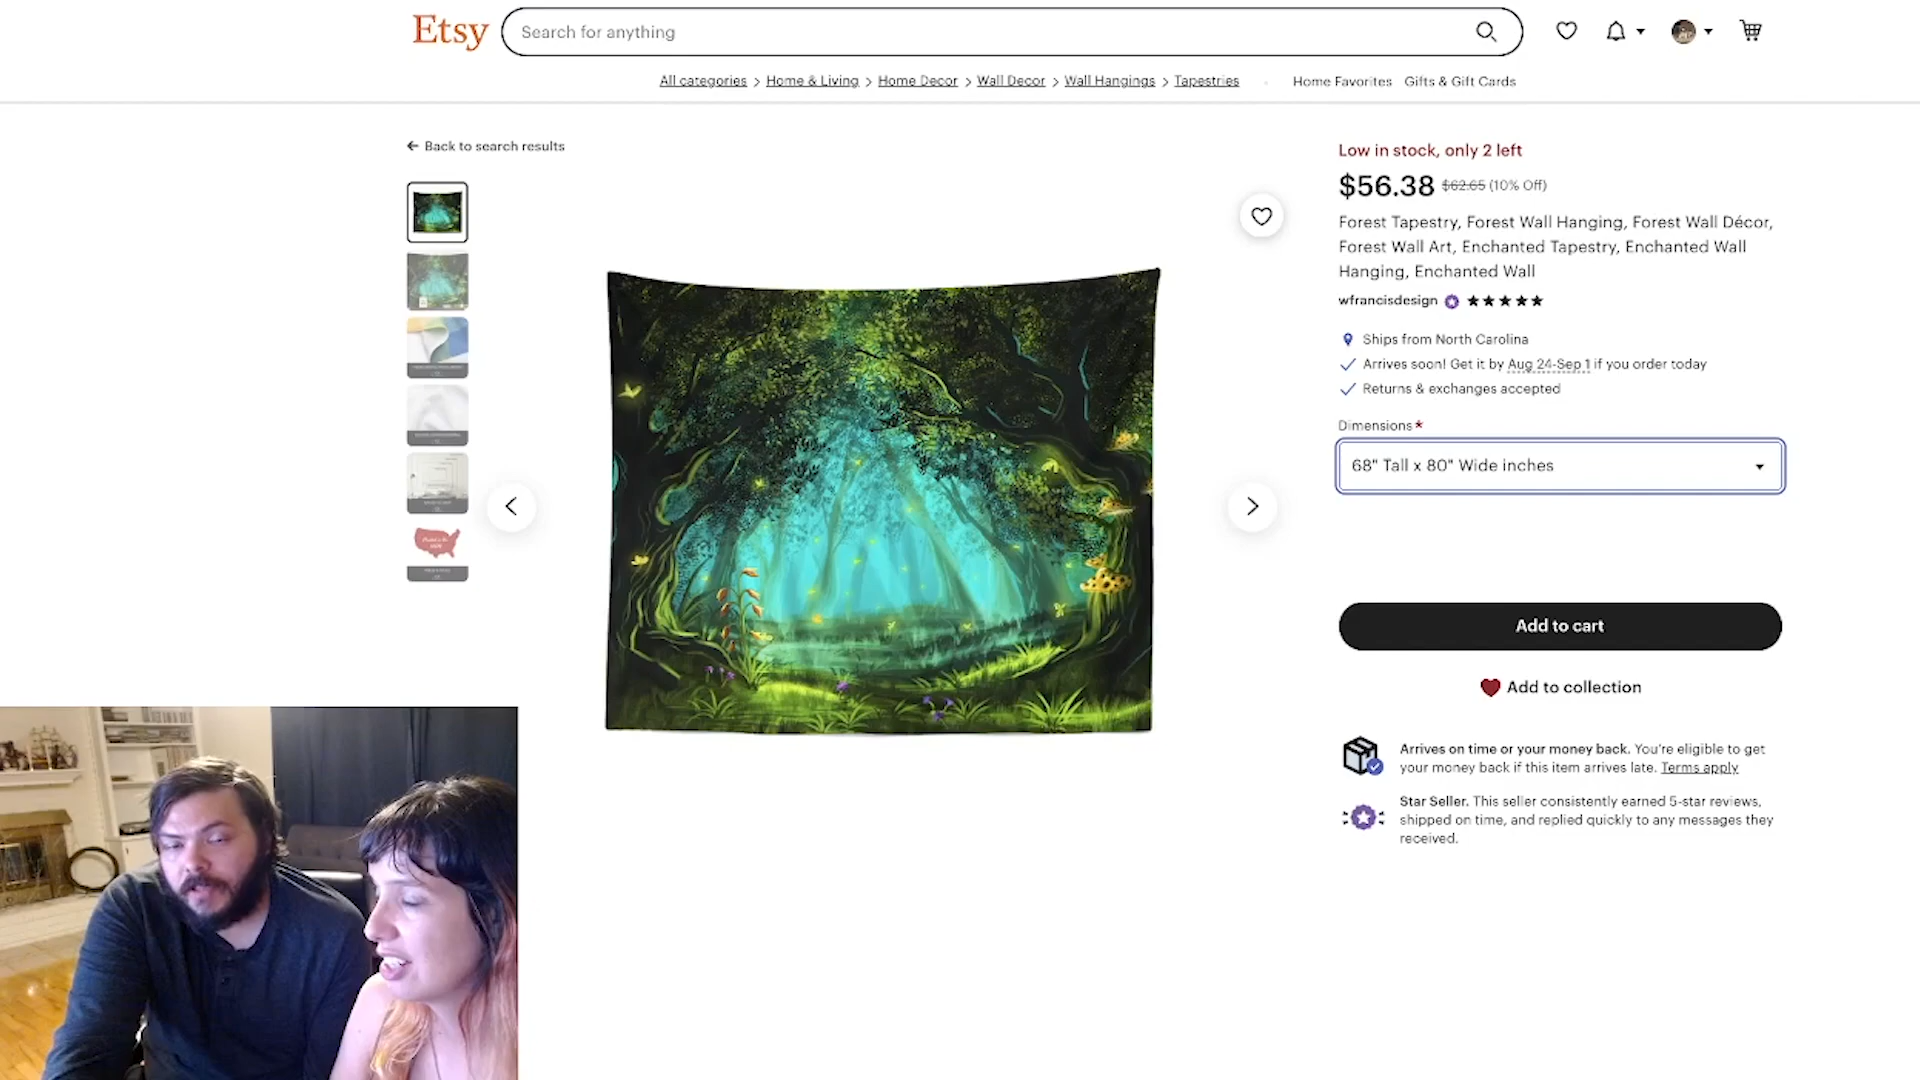 Etsy
Search for anything
All categories > Home & Living > Home Decor > Wall Decor > Wall Hangings > Tapestries
Home Favorites Gifts & Gift Cards
Back to search results
Low in stock, only 2 left
$56.38 $62.65 (10% Off)
Forest Tapestry, Forest Wall Hanging, Forest Wall Décor,
Forest Wall Art, Enchanted Tapestry, Enchanted Wall
Hanging, Enchanted Wall
wfrancisdesign
Ships from North Carolina
Arrives soon! Get it by Aug 24-Sep 1 if you order today
Returns & exchanges accepted
Dimensions *
68" Tall x 80" Wide inches
Add to cart
Add to collection
Arrives on time or your money back. You're eligible to get
your money back if this item arrives late. Terms apply
Star Seller. This seller consistently earned 5-star reviews,
shipped on time, and replied quickly to any messages they
received.